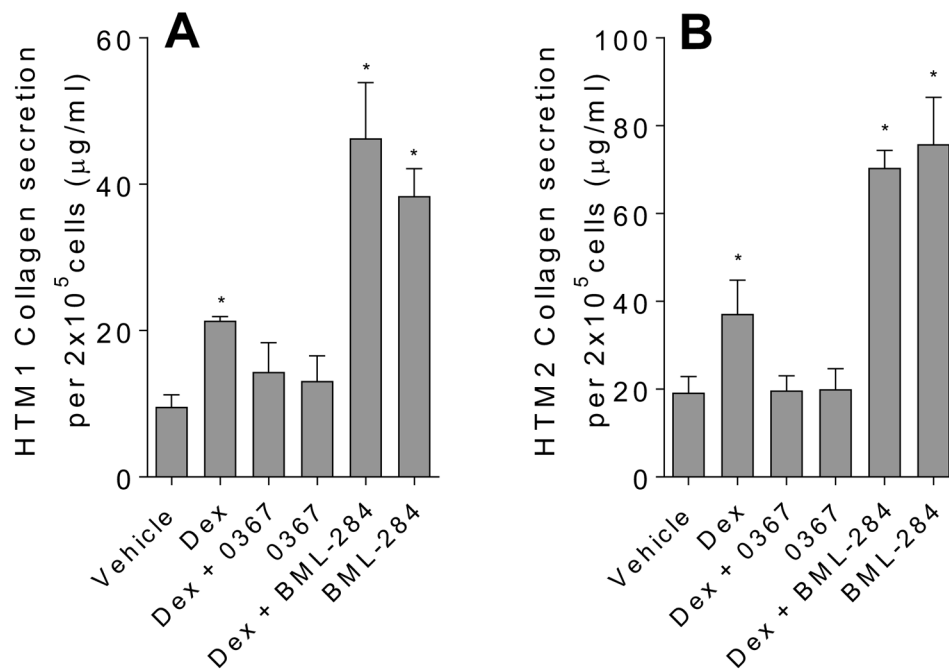 A
HTM1 Collagen secretion
per 2x10⁵cells (μg/ml)
60
40
20
0
*
*
*
Vehicle
Dex
Dex + 0367
0367
Dex + BML-284
BML-284
B
HTM2 Collagen secretion
per 2x10⁵cells (μg/ml)
100
80
60
40
20
0
*
*
*
Vehicle
Dex
Dex + 0367
0367
Dex + BML-284
BML-284